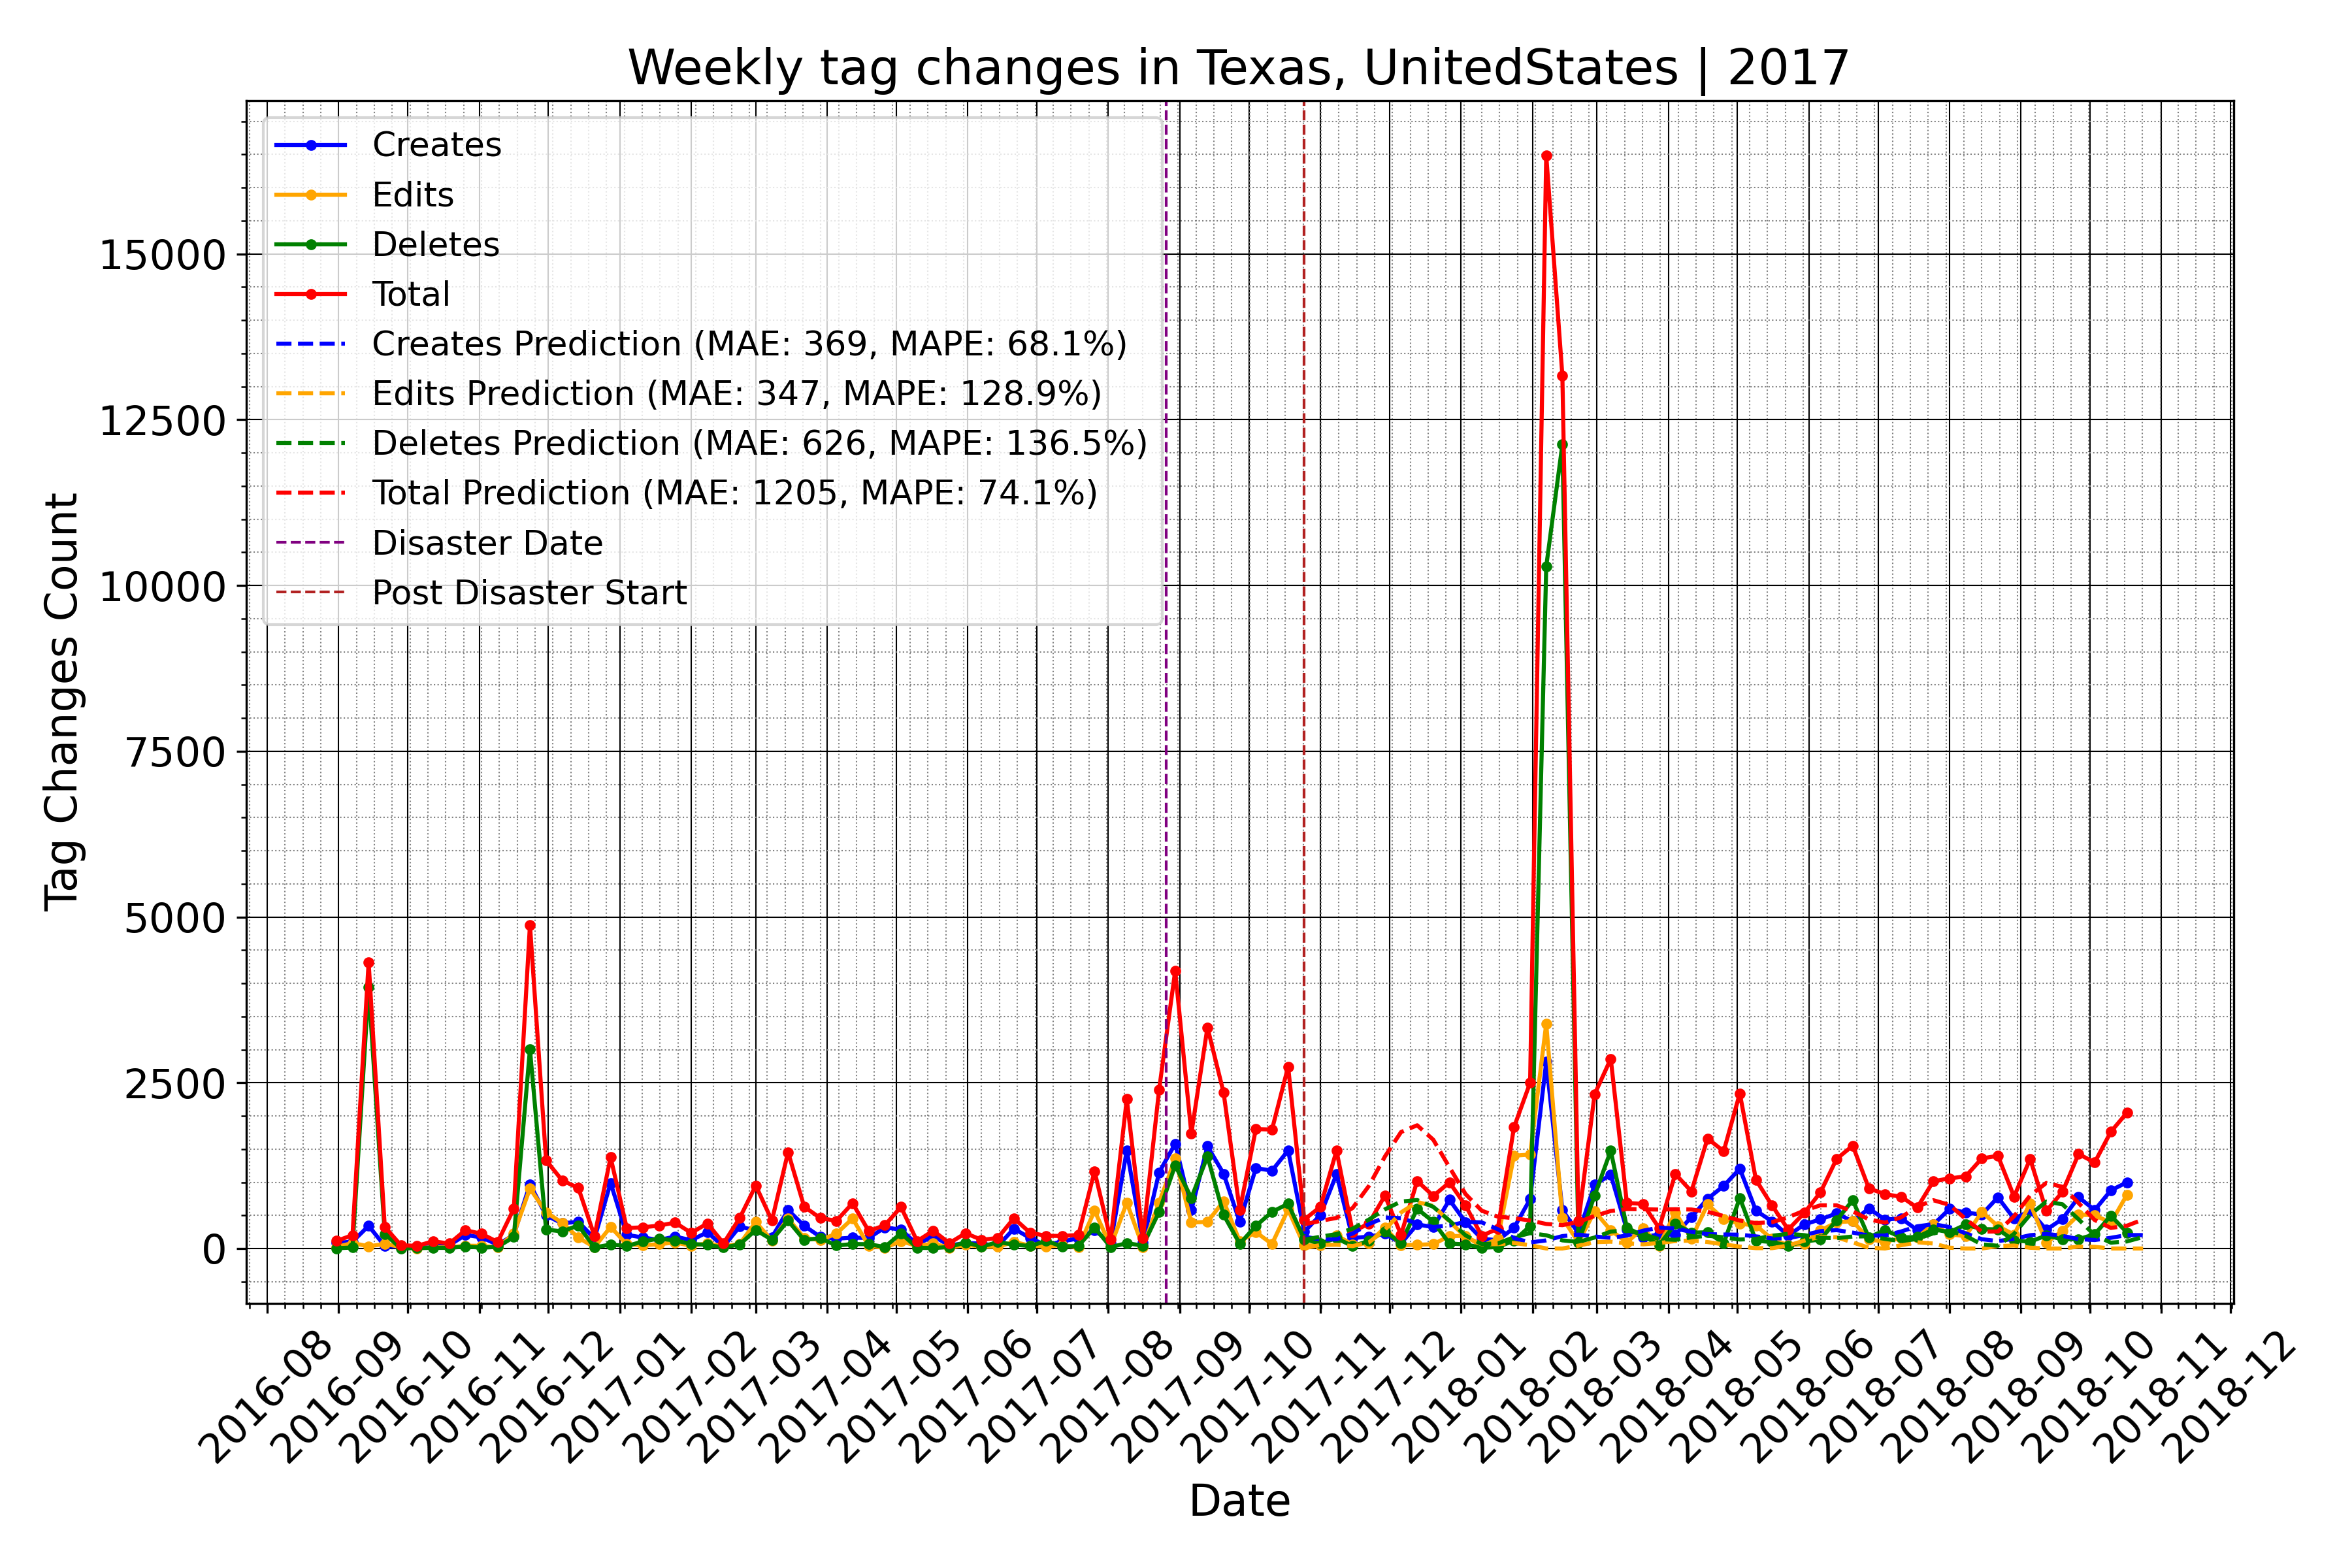 Weekly tag changes in Texas, UnitedStates | 2017
Creates
Edits
Deletes
Total
Creates Prediction (MAE: 369, MAPE: 68.1%)
Edits Prediction (MAE: 347, MAPE: 128.9%)
Deletes Prediction (MAE: 626, MAPE: 136.5%)
Total Prediction (MAE: 1205, MAPE: 74.1%)
Disaster Date
Post Disaster Start
Tag Changes Count
15000
12500
10000
7500
5000
2500
0
2016-08
2016-09
2016-10
2016-11
2016-12
2017-01
2017-02
2017-03
2017-04
2017-05
2017-06
2017-07
2017-08
2017-09
2017-10
2017-11
2017-12
2018-01
2018-02
2018-03
2018-04
2018-05
2018-06
2018-07
2018-08
2018-09
2018-10
2018-11
2018-12
Date